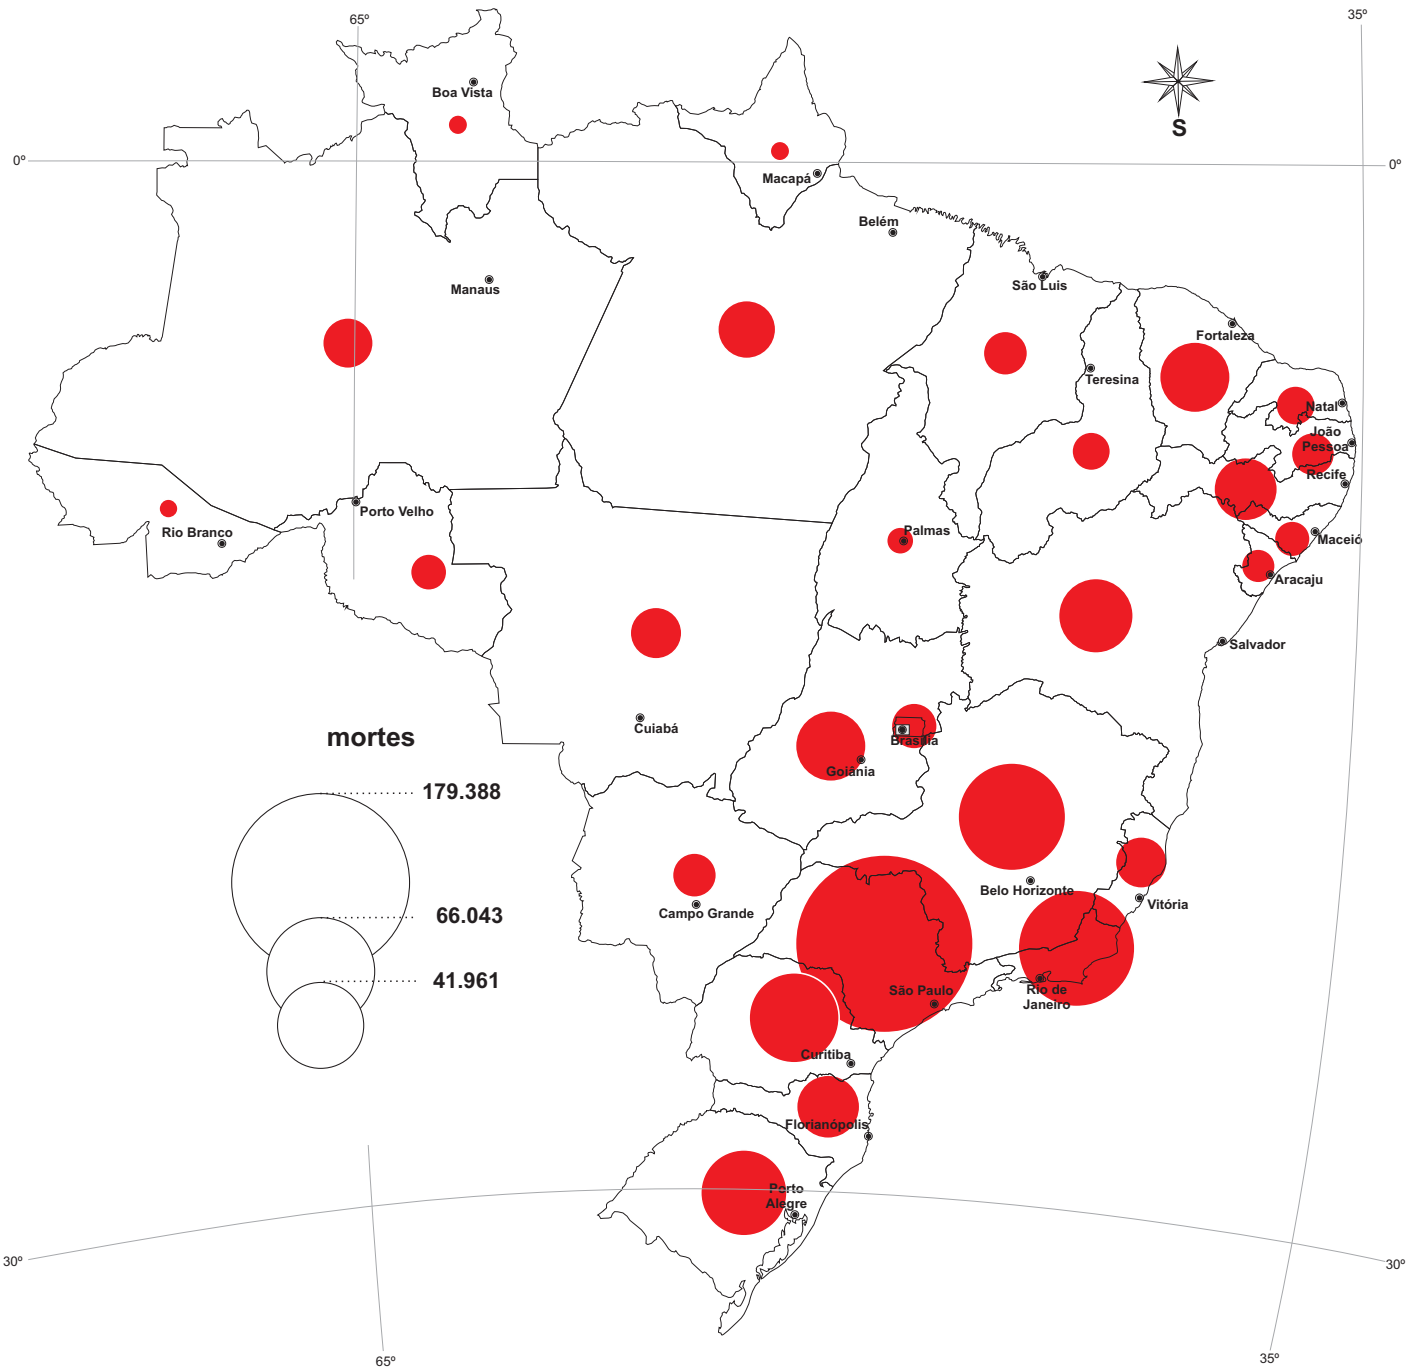 65º
35º
Boa Vista
S
0º
0º
Macapá
Belém
São Luis
Manaus
Fortaleza
Teresina
Natal
João
Pessoa
Recife
Porto Velho
Rio Branco
Palmas
Maceió
Aracaju
Salvador
Cuiabá
Brasília
mortes
Goiânia
179.388
Belo Horizonte
Vitória
Campo Grande
66.043
41.961
São Paulo
Rio de
Janeiro
Curitiba
Florianópolis
Porto
Alegre
30º
30º
65º
35º